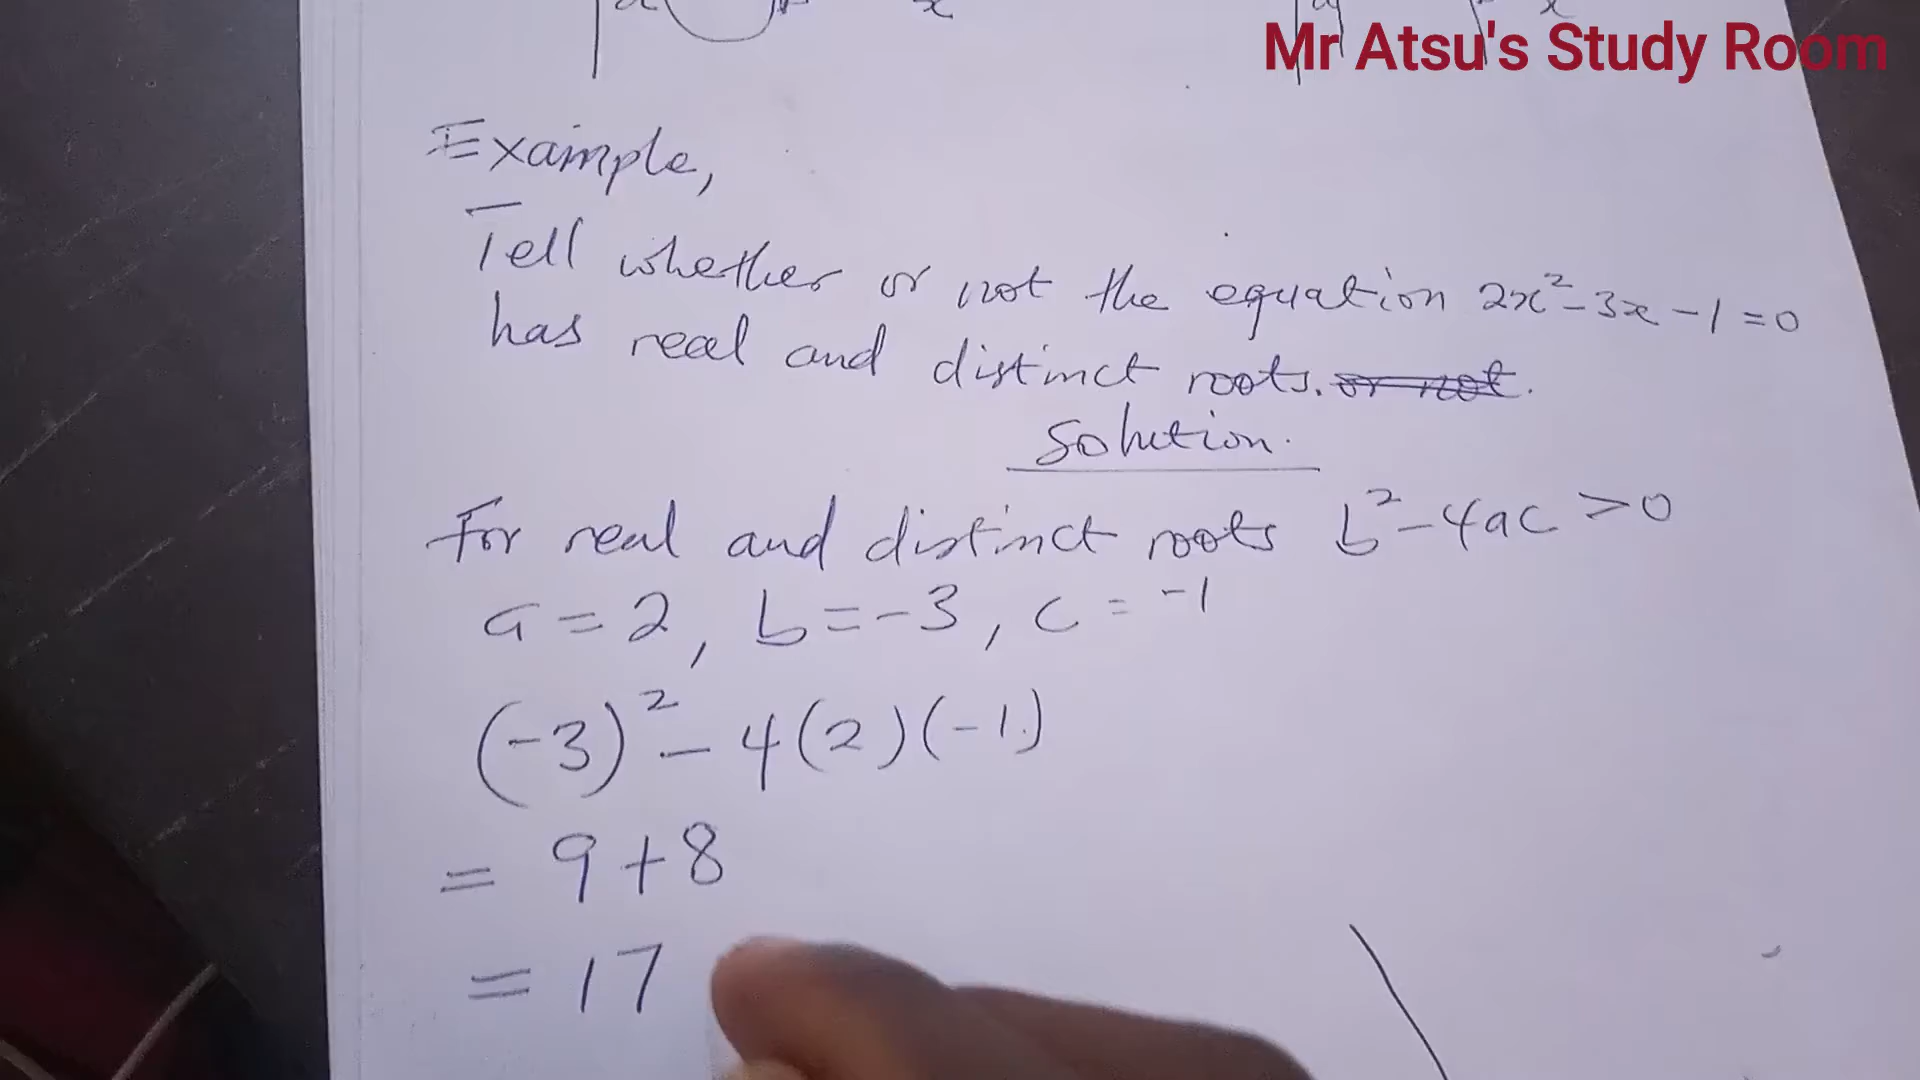 x x
Mr Atsu's Study Room
Example,
Tell whether or not the equation 2x²-3x-1=0
has real and distinct roots. or not.
Solution.
For real and distinct roots b²-4ac >0
a=2, b=-3, c=-1
(-3)²-4(2)(-1)
= 9+8
= 17